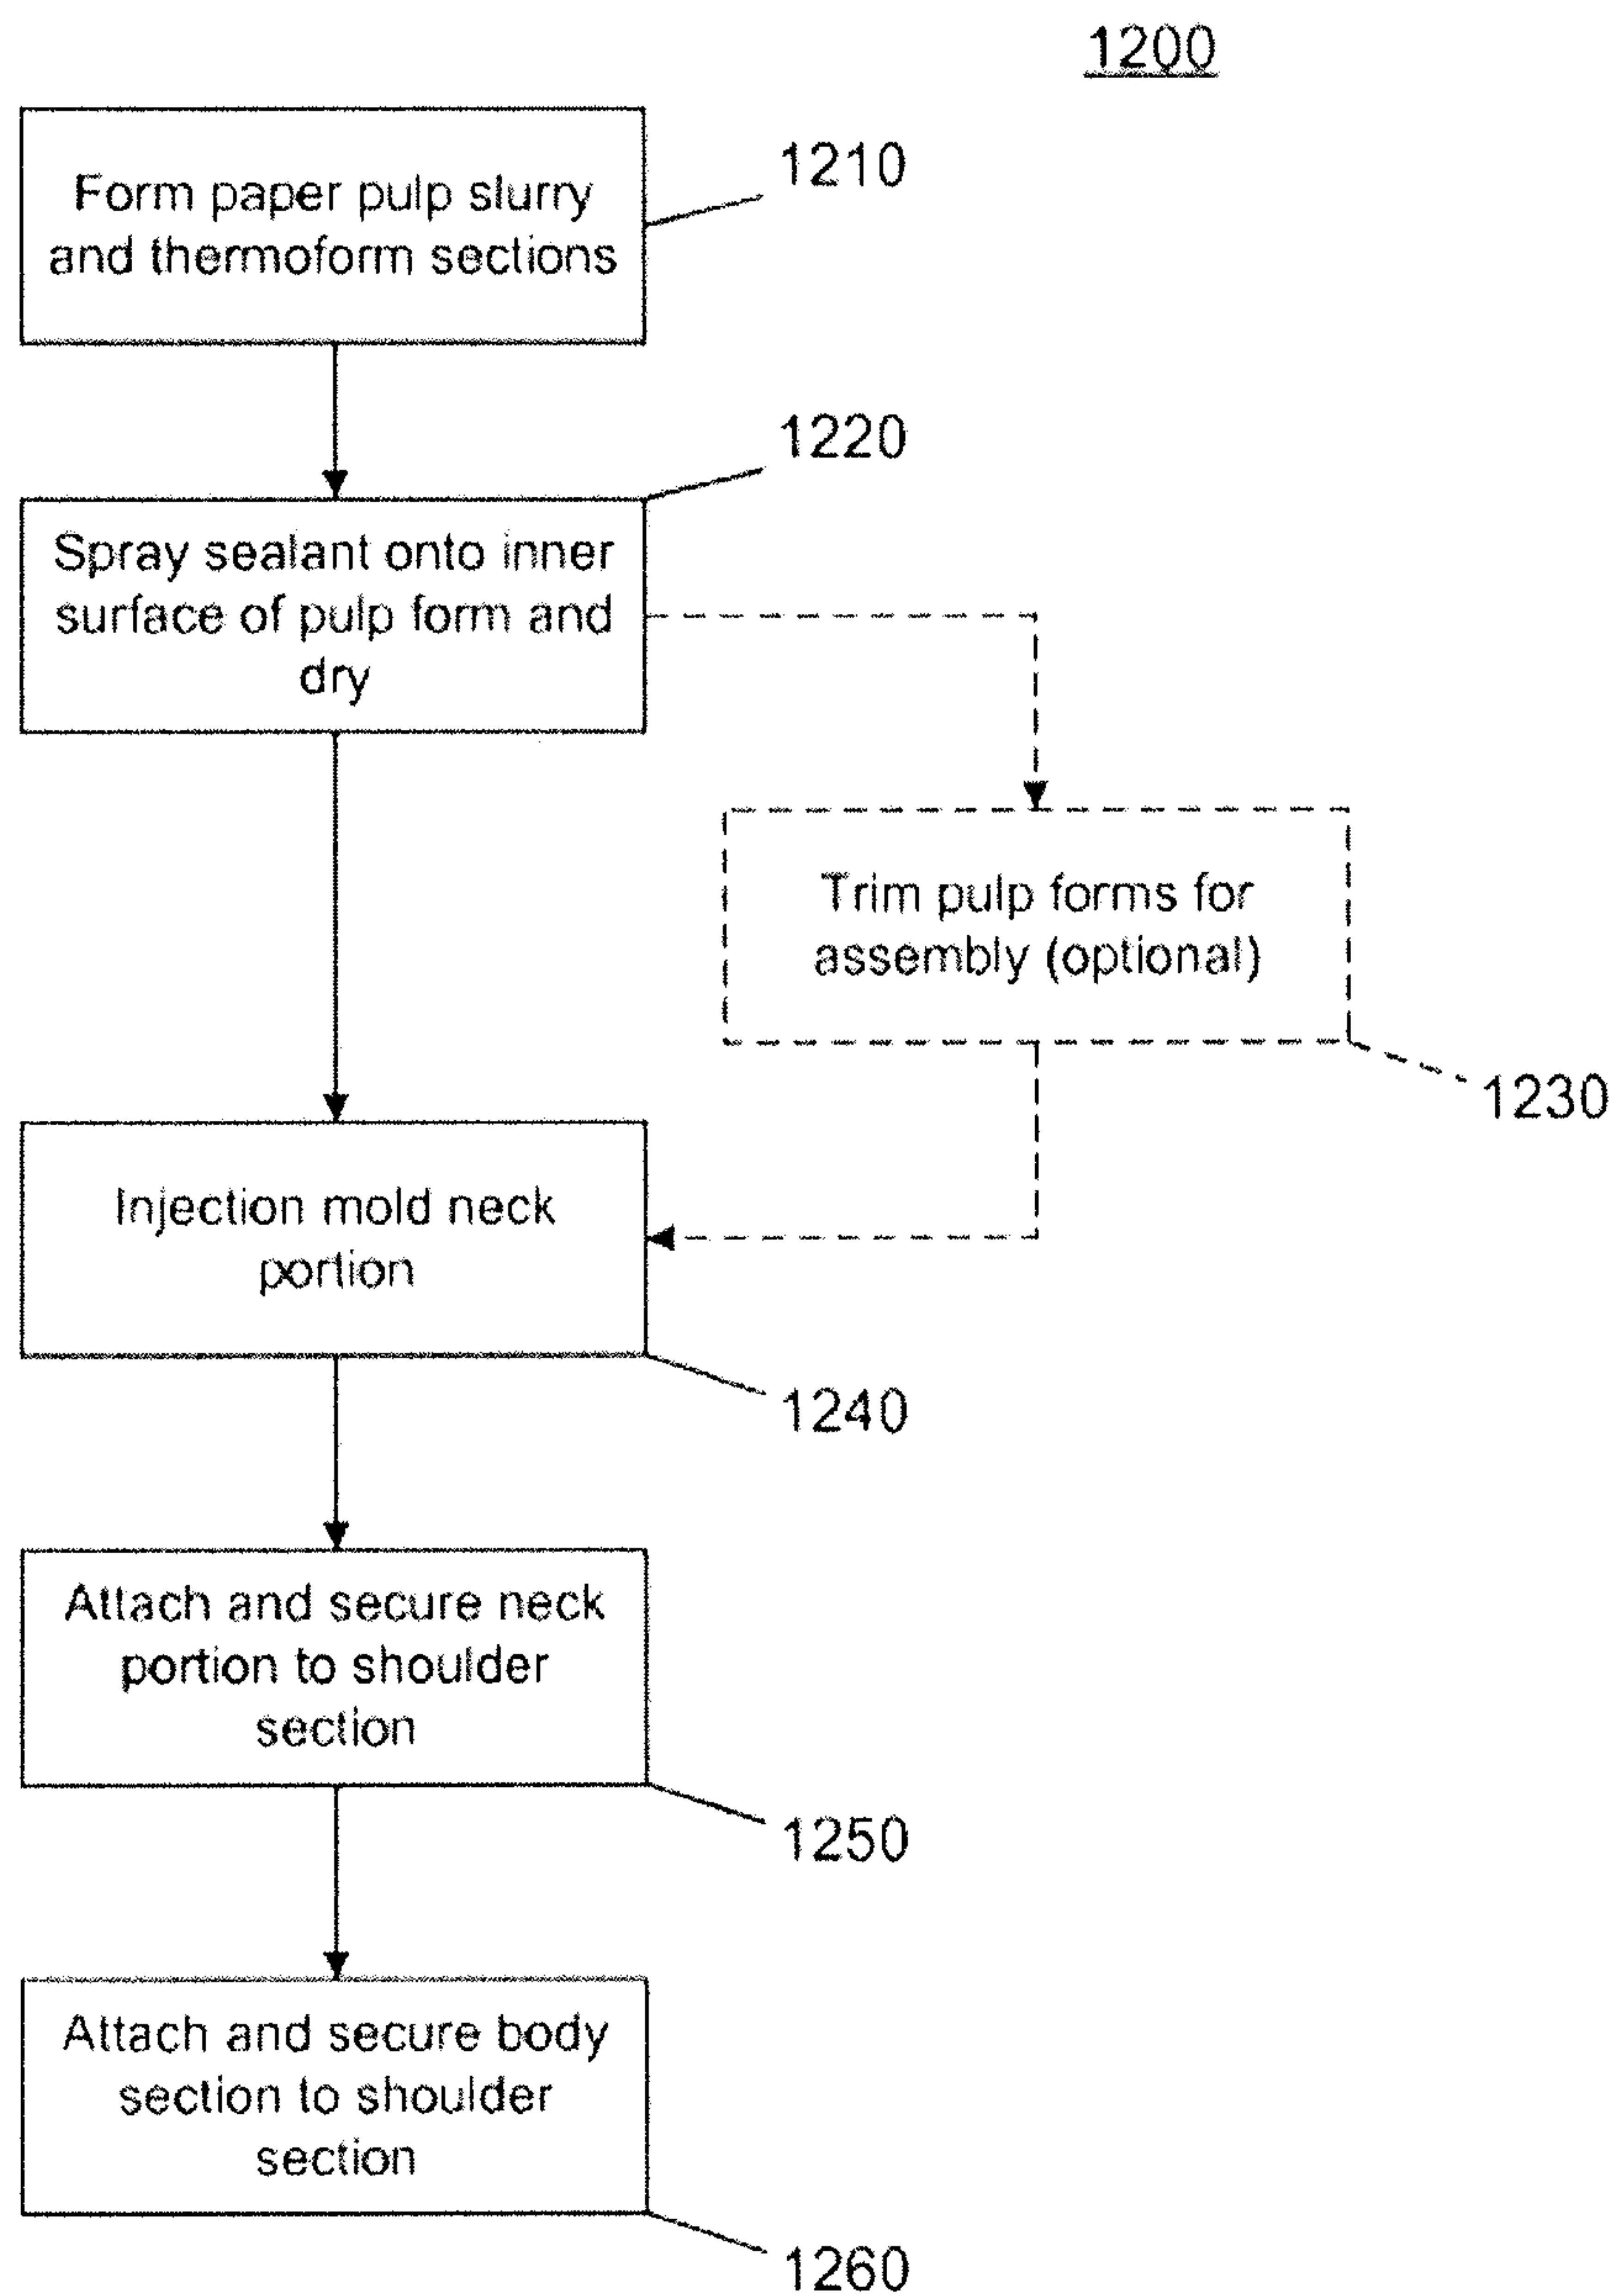 1200
Form paper pulp slurry
and thermoform sections
1210
Spray sealant onto inner
surface of pulp form and
dry
1220
Trim pulp forms for
assembly (optional)
1230
Injection mold neck
portion
1240
Attach and secure neck
portion to shoulder
section
1250
Attach and secure body
section to shoulder
section
1260